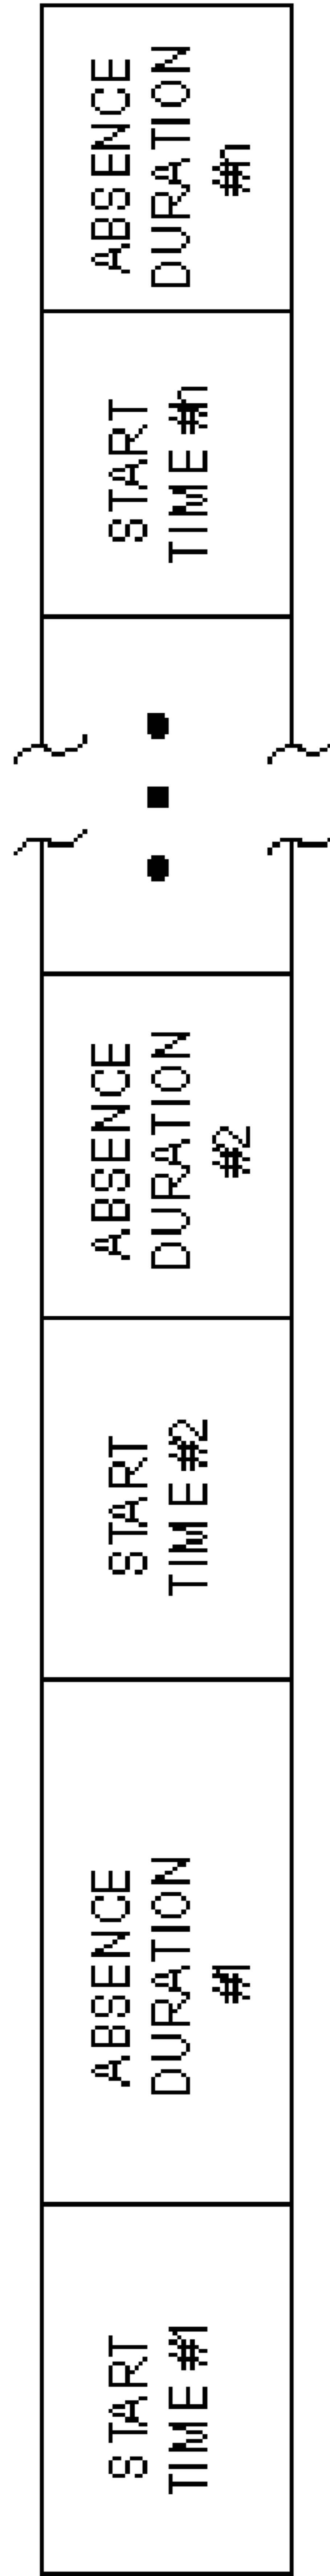 START
TIME #1
ABSENCE
DURATION
#1
START
TIME #2
ABSENCE
DURATION
#2
START
TIME #n
ABSENCE
DURATION
#n